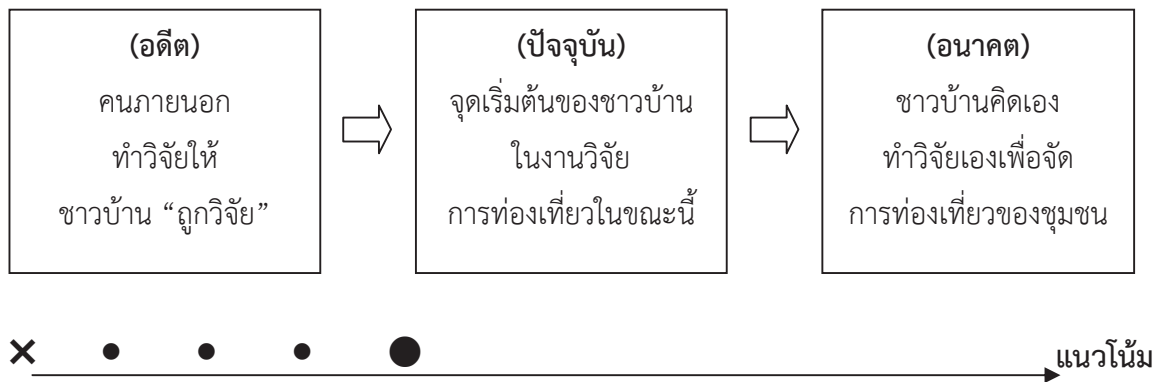 (อดีต)
คนภายนอก
ทำวิจัยให้
ชาวบ้าน “ถูกวิจัย”
(ปัจจุบัน)
จุดเริ่มต้นของชาวบ้าน
ในงานวิจัย
การท่องเที่ยวในขณะนี้
(อนาคต)
ชาวบ้านคิดเอง
ทำวิจัยเองเพื่อจัด
การท่องเที่ยวของชุมชน
แนวโน้ม